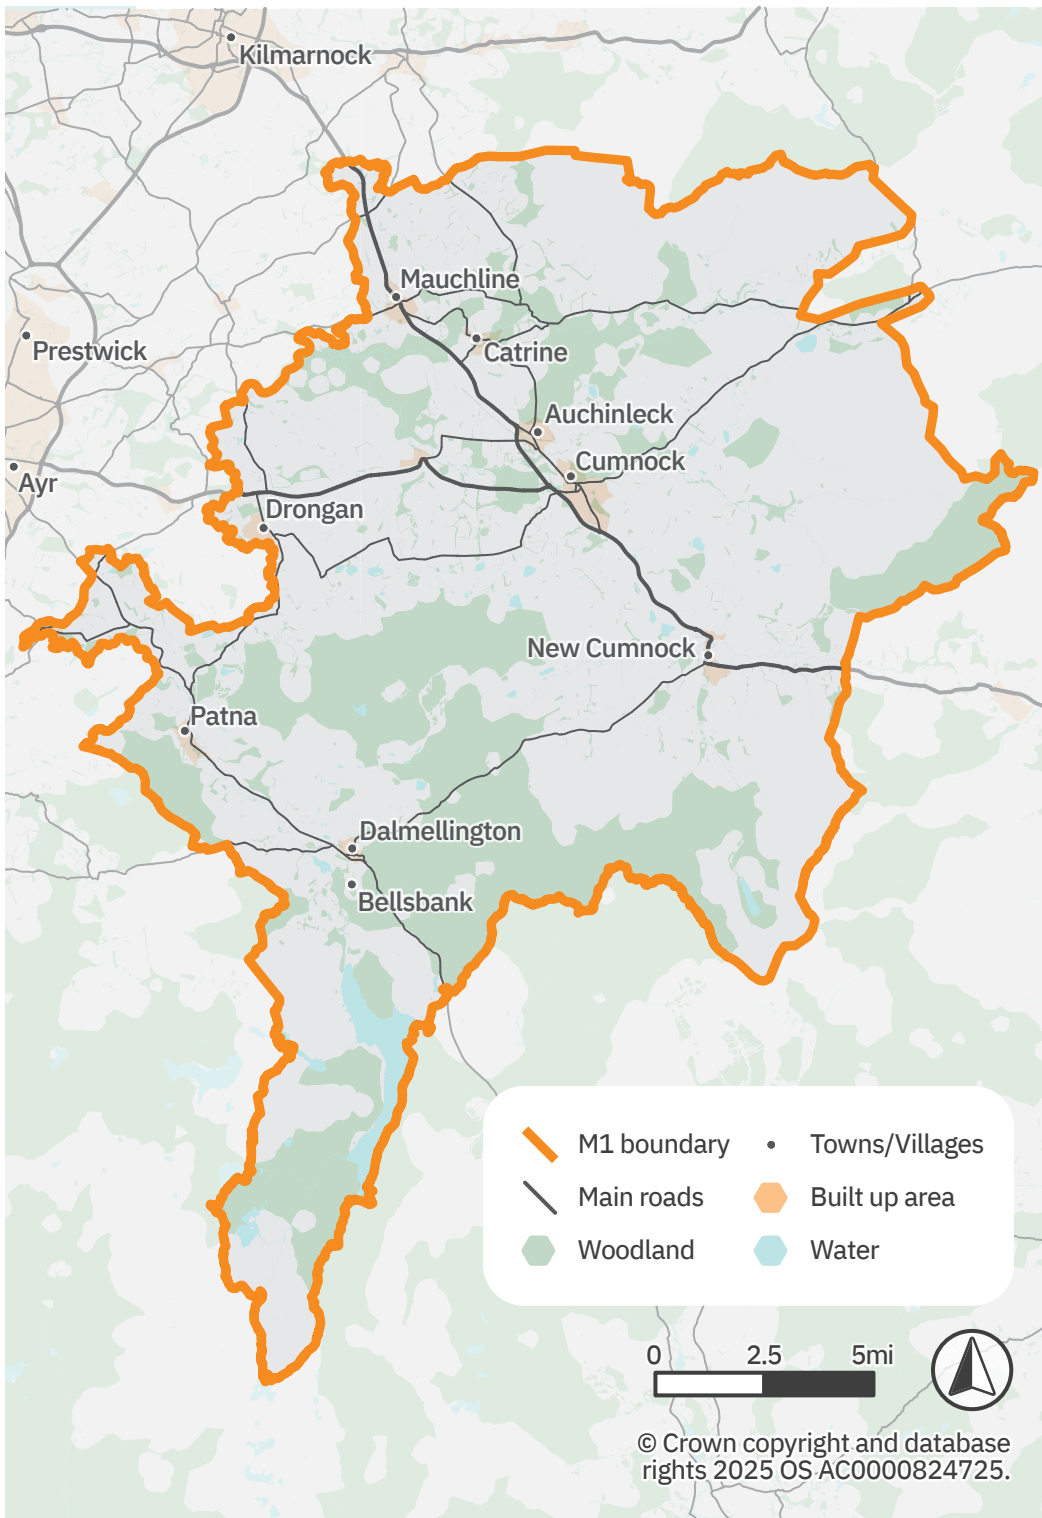 Kilmarnock
Mauchline
Prestwick
Catrine
Auchinleck
Cumnock
Ayr
Drongan
New Cumnock
Patna
Dalmellington
Bellsbank
M1 boundary
Towns/Villages
Main roads
Built up area
Woodland
Water
0 2.5 5mi
© Crown copyright and database
rights 2025 OS AC0000824725.